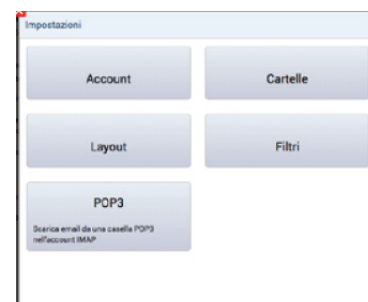 Impostazioni
Account
Cartelle
Layout
Filtri
POP3
Scarica email da una casella POP3
nell'account IMAP